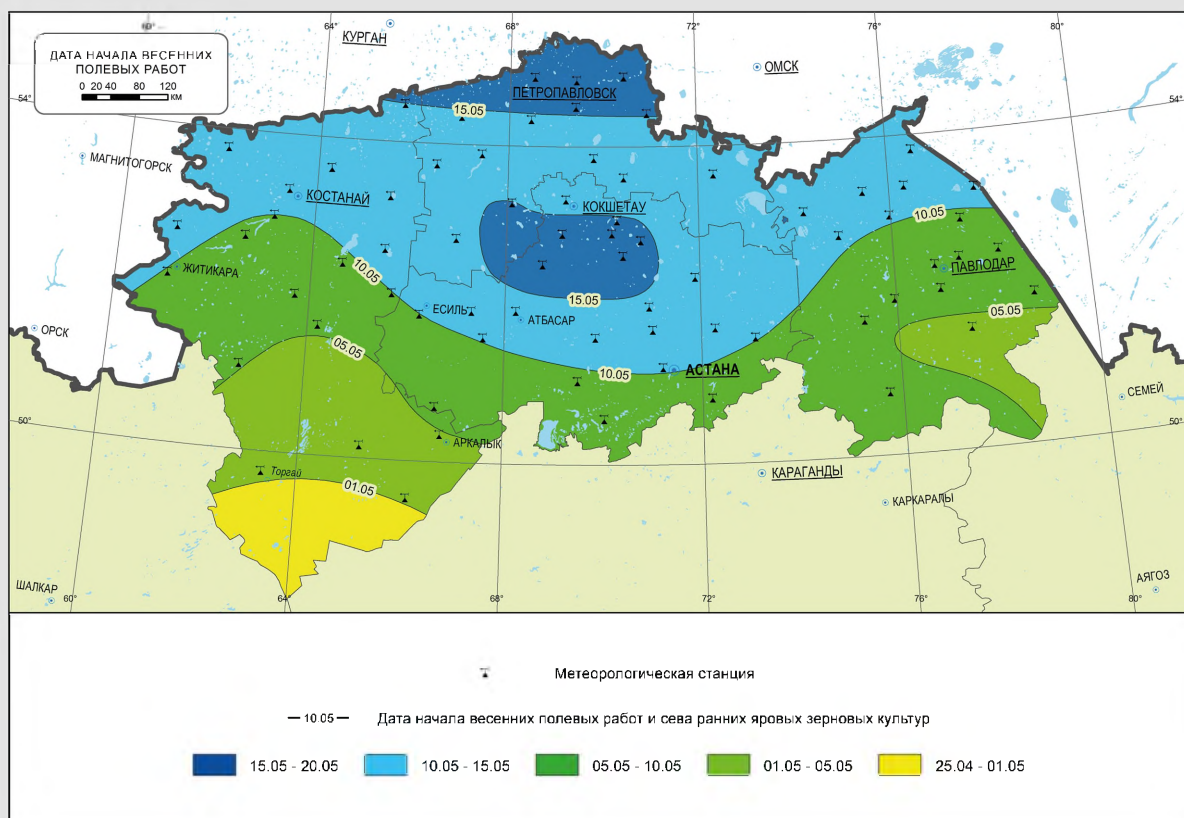 60°
64°
68°
72°
76°
80°
КУРГАН
ДАТА НАЧАЛА ВЕСЕННИХ
ПОЛЕВЫХ РАБОТ
0 20 40 80 120
КМ
ОМСК
ПЕТРОПАВЛОВСК
54°
54°
15.05
МАГНИТОГОРСК
КОСТАНАЙ
КОКШЕТАУ
10.05
ЖИТИКАРА
10.05
ПАВЛОДАР
15.05
ЕСИЛЬ
АТБАСАР
05.05
ОРСК
05.05
10.05
АСТАНА
СЕМЕЙ
50°
50°
АРКАЛЫК
Торгай
КАРАГАНДЫ
01.05
КАРКАРАЛЫ
ШАЛКАР
АЯГОЗ
60°
64°
68°
72°
76°
80°
Метеорологическая станция
10.05
Дата начала весенних полевых работ и сева ранних яровых зерновых культур
15.05 - 20.05
10.05 - 15.05
05.05 - 10.05
01.05 - 05.05
25.04 - 01.05